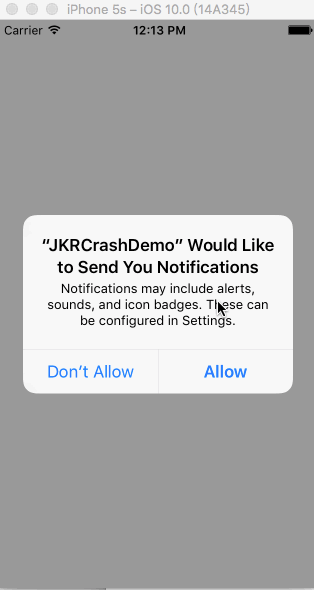 iPhone 5s – iOS 10.0 (14A345)
Carrier 12:13 PM
“JKRCrashDemo” Would Like
to Send You Notifications
Notifications may include alerts,
sounds, and icon badges. These can
be configured in Settings.
Don’t Allow Allow